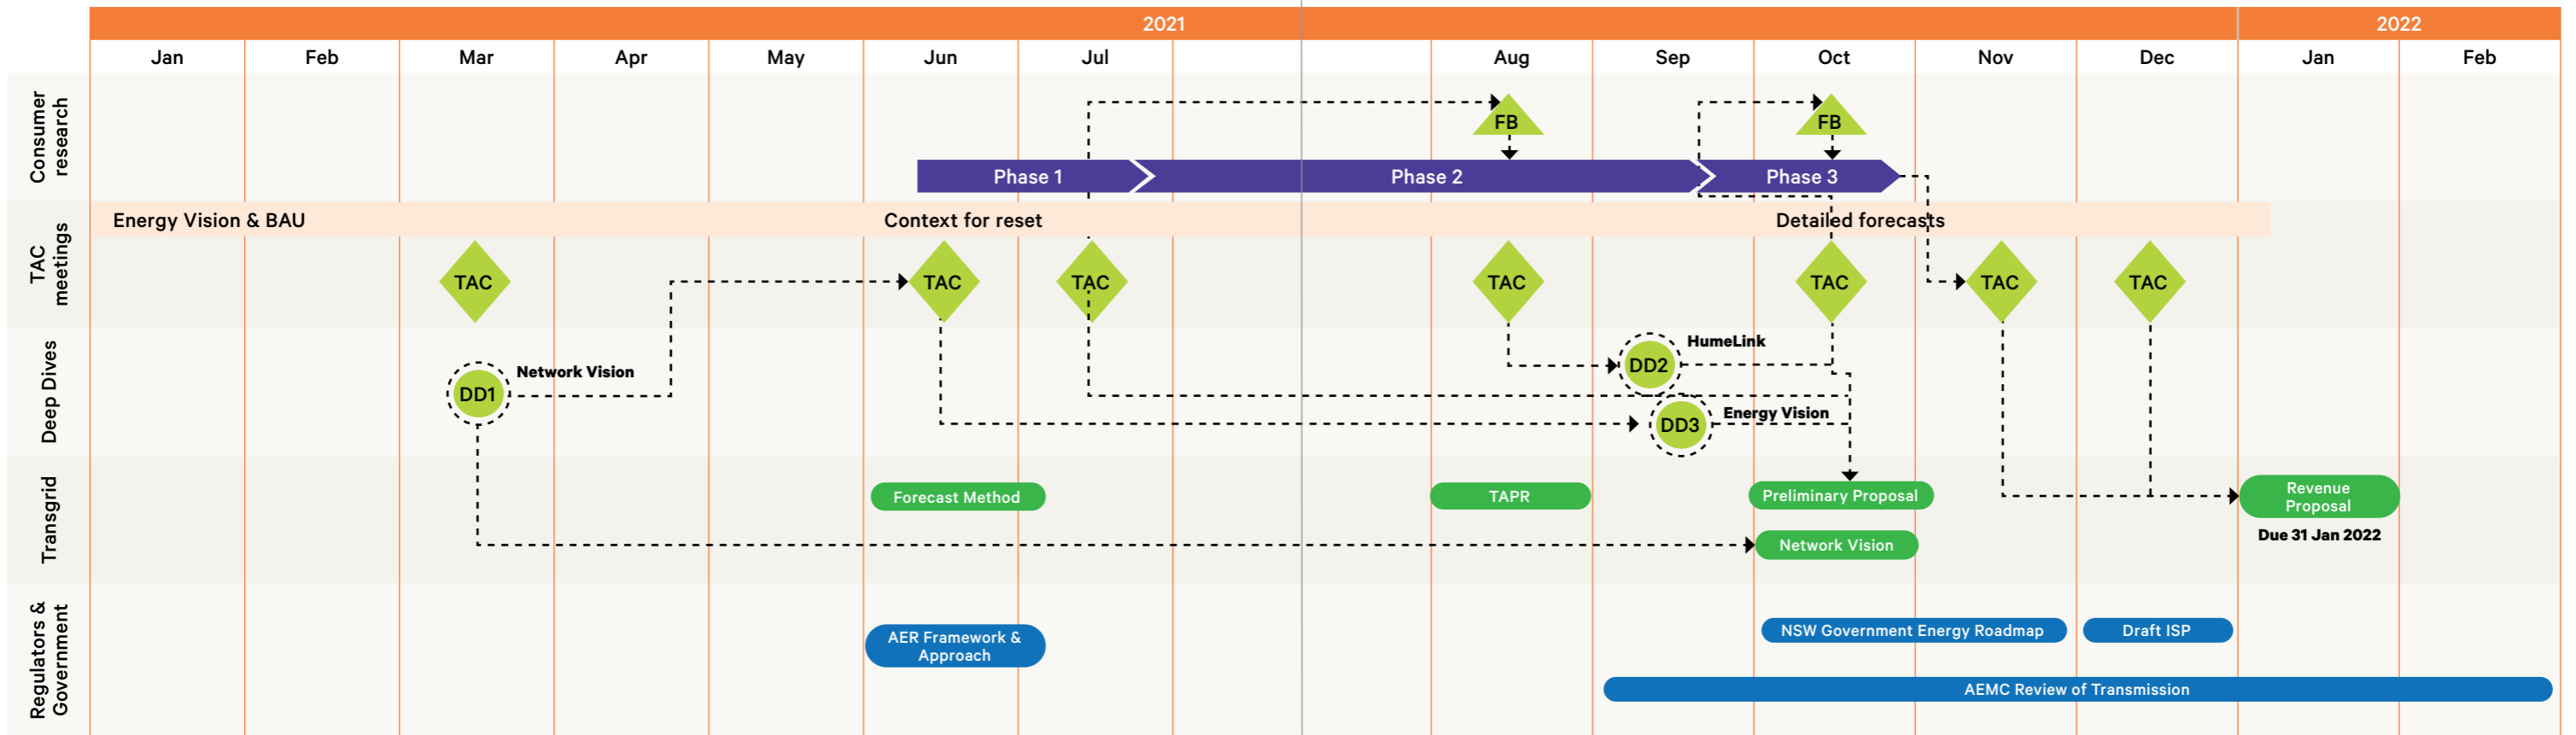 2021
2022
Jan
Feb
Mar
Apr
May
Jun
Jul
Aug
Sep
Oct
Nov
Dec
Jan
Feb
Consumer
research
FB
FB
Phase 1
Phase 2
Phase 3
TAC
meetings
Energy Vision & BAU
Context for reset
Detailed forecasts
TAC
TAC
TAC
TAC
TAC
TAC
TAC
Deep Dives
DD1
Network Vision
DD2
HumeLink
DD3
Energy Vision
Transgrid
Forecast Method
TAPR
Preliminary Proposal
Network Vision
Revenue
Proposal
Due 31 Jan 2022
Regulators &
Government
AER Framework &
Approach
NSW Government Energy Roadmap
Draft ISP
AEMC Review of Transmission